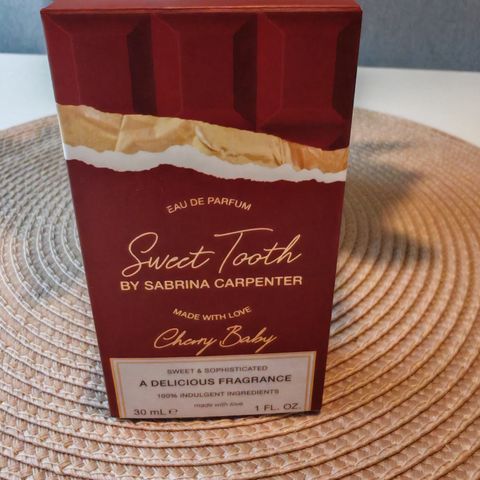 EAU DE PARFUM
Sweet Tooth
BY SABRINA CARPENTER
MADE WITH LOVE
Cherry Baby
SWEET & SOPHISTICATED
A DELICIOUS FRAGRANCE
100% INDULGENT INGREDIENTS
made with love
30 mL ℮ 1 FL. OZ